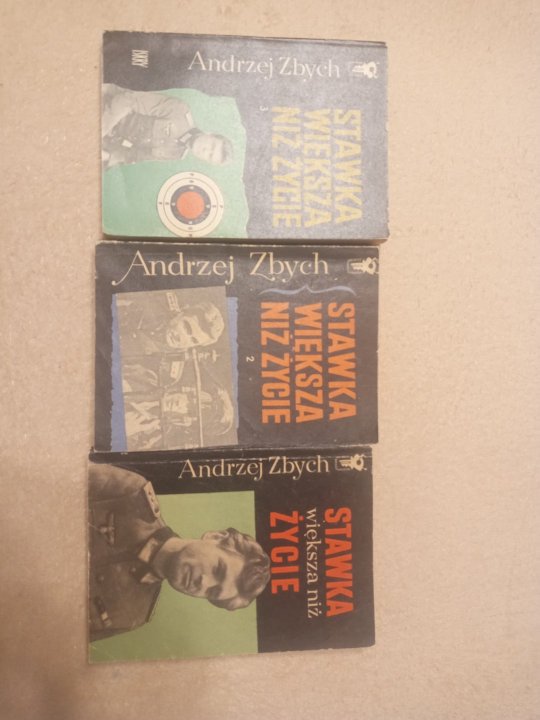 Andrzej Zbych
ISKRY
STAWKA
WIĘKSZA
NIŻ ŻYCIE
3
Andrzej Zbych
STAWKA
WIĘKSZA
NIŻ ŻYCIE
2
Andrzej Zbych
STAWKA
większa niż
ŻYCIE